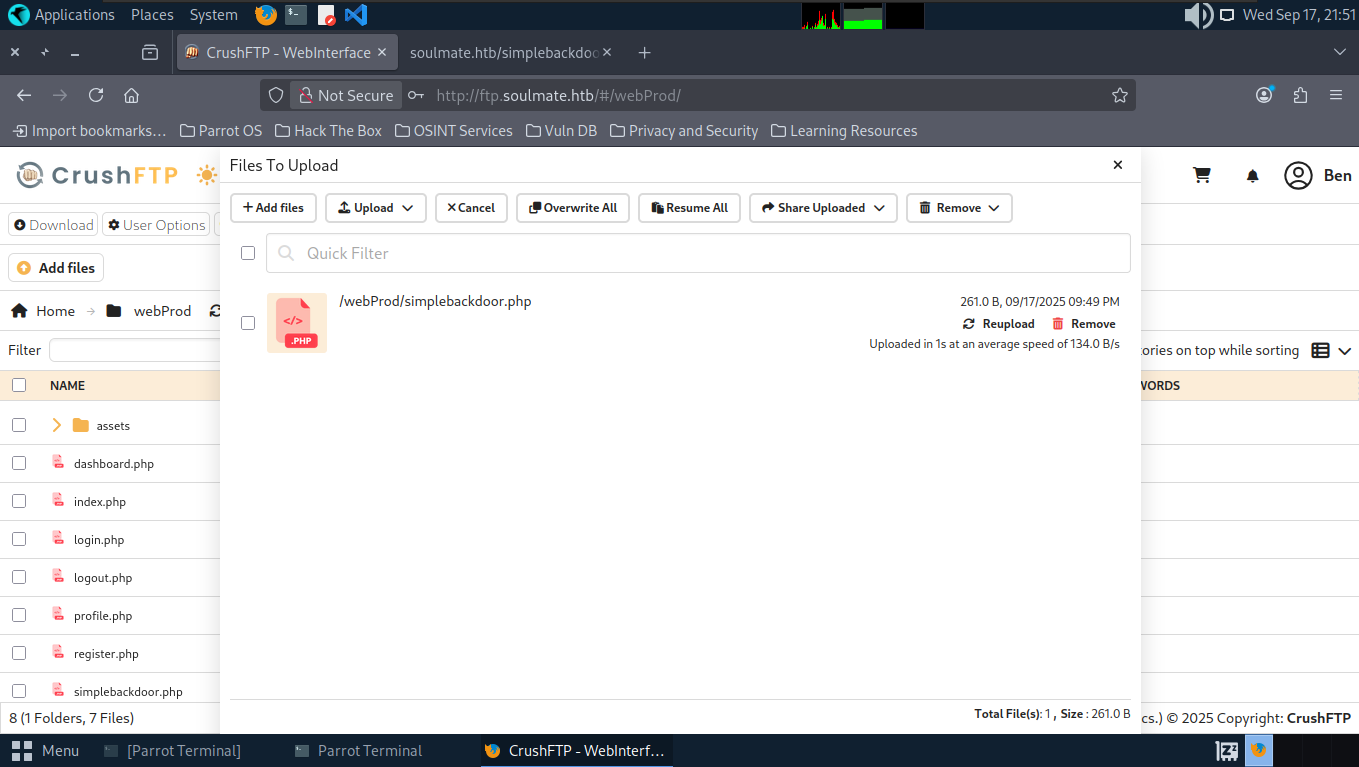 Applications Places System Wed Sep 17, 21:51
CrushFTP - WebInterface soulmate.htb/simplebackdoo
Not Secure http://ftp.soulmate.htb/#/webProd/
Import bookmarks... Parrot OS Hack The Box OSINT Services Vuln DB Privacy and Security Learning Resources
CrushFTP Files To Upload Ben
Download User Options + Add files Upload Cancel Overwrite All Resume All Share Uploaded Remove
Add files Quick Filter
Home webProd /webProd/simplebackdoor.php 261.0 B, 09/17/2025 09:49 PM
</> Reupload Remove
.PHP Uploaded in 1s at an average speed of 134.0 B/s
Filter ories on top while sorting
NAME WORDS
assets
dashboard.php
index.php
login.php
logout.php
profile.php
register.php
simplebackdoor.php
Total File(s): 1 , Size : 261.0 B
8 (1 Folders, 7 Files) cs.) © 2025 Copyright: CrushFTP
Menu [Parrot Terminal] Parrot Terminal CrushFTP - WebInterf...